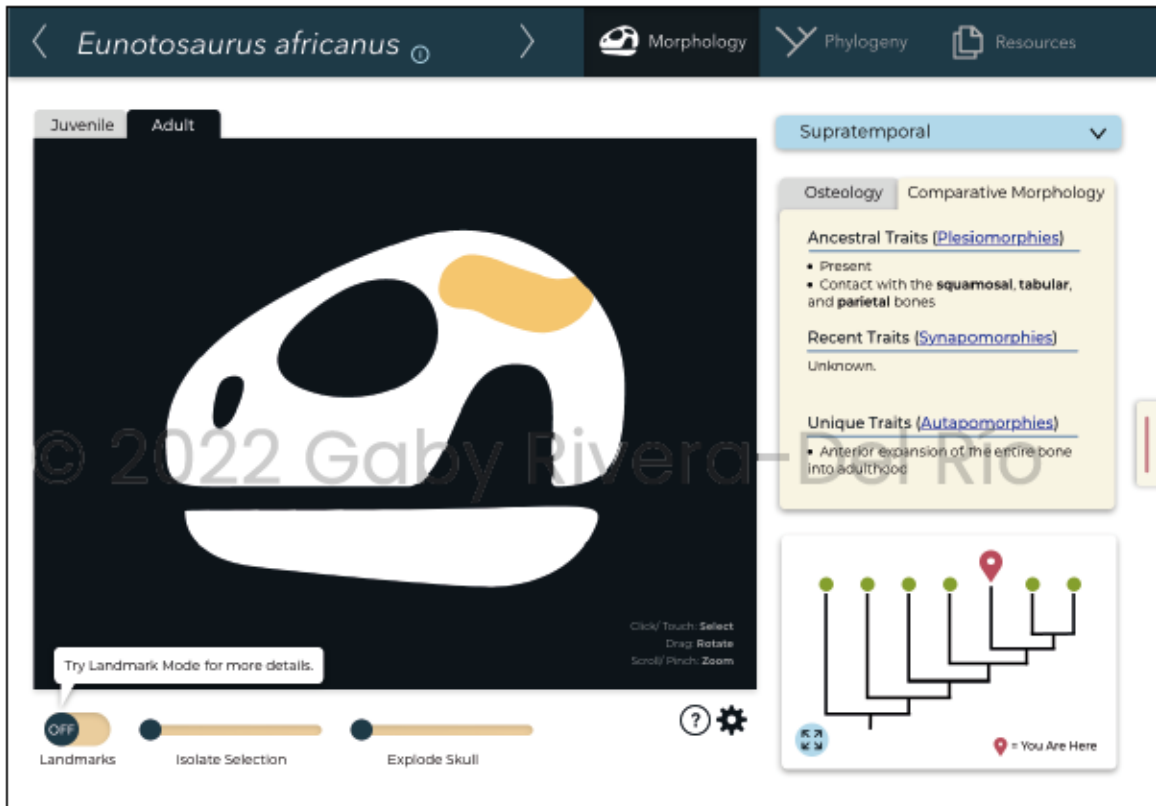 Eunotosaurus africanus
Morphology
Phylogeny
Resources
Juvenile
Adult
Supratemporal
Osteology
Comparative Morphology
Ancestral Traits (Plesiomorphies)
• Present
• Contact with the squamosal, tabular,
and parietal bones
Recent Traits (Synapomorphies)
Unknown.
Unique Traits (Autapomorphies)
• Anterior expansion of the entire bone
into adulthood
© 2022 Gaby Rivera-Del Río
Click/ Touch: Select
Drag: Rotate
Scroll/ Pinch: Zoom
Try Landmark Mode for more details.
OFF
Landmarks
Isolate Selection
Explode Skull
?
= You Are Here